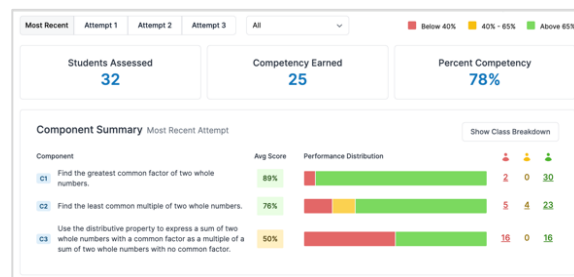 Most Recent Attempt 1 Attempt 2 Attempt 3 All Below 40% 40% - 65% Above 65%
Students Assessed Competency Earned Percent Competency
32 25 78%
Component Summary Most Recent Attempt Show Class Breakdown
Component Avg Score Performance Distribution
C1 Find the greatest common factor of two whole
numbers. 89% 2 0 30
C2 Find the least common multiple of two whole numbers. 76% 5 4 23
Use the distributive property to express a sum of two
C3 whole numbers with a common factor as a multiple of a 50% 16 0 16
sum of two whole numbers with no common factor.